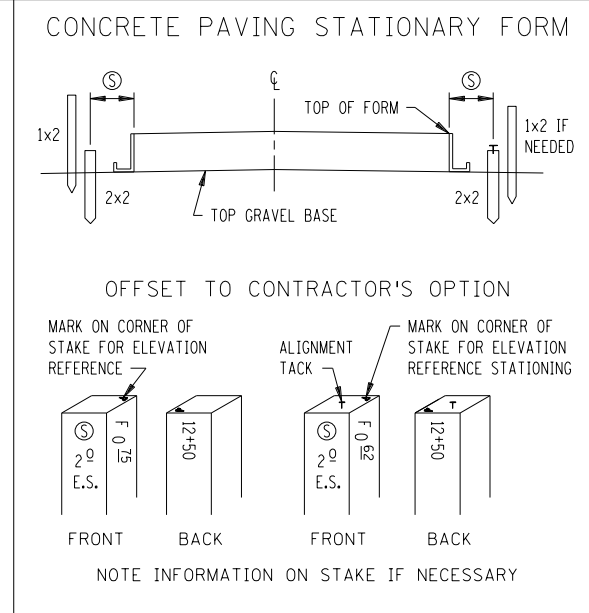 CONCRETE PAVING STATIONARY FORM
Ⓢ ℄ Ⓢ
TOP OF FORM
1x2
1x2 IF
NEEDED
2x2
2x2
TOP GRAVEL BASE
OFFSET TO CONTRACTOR'S OPTION
MARK ON CORNER OF
STAKE FOR ELEVATION
REFERENCE
ALIGNMENT
TACK
MARK ON CORNER OF
STAKE FOR ELEVATION
REFERENCE STATIONING
Ⓢ
2º
E.S.
F 0 75
12+50
Ⓢ
2º
E.S.
F 0 62
12+50
FRONT
BACK
FRONT
BACK
NOTE INFORMATION ON STAKE IF NECESSARY